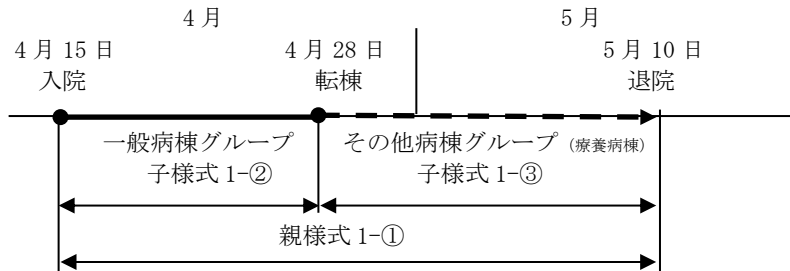 4 月 5 月
4 月 15 日 4 月 28 日 5 月 10 日
入院 転棟 退院
一般病棟グループ その他病棟グループ (療養病棟)
子様式 1-② 子様式 1-③
親様式 1-①